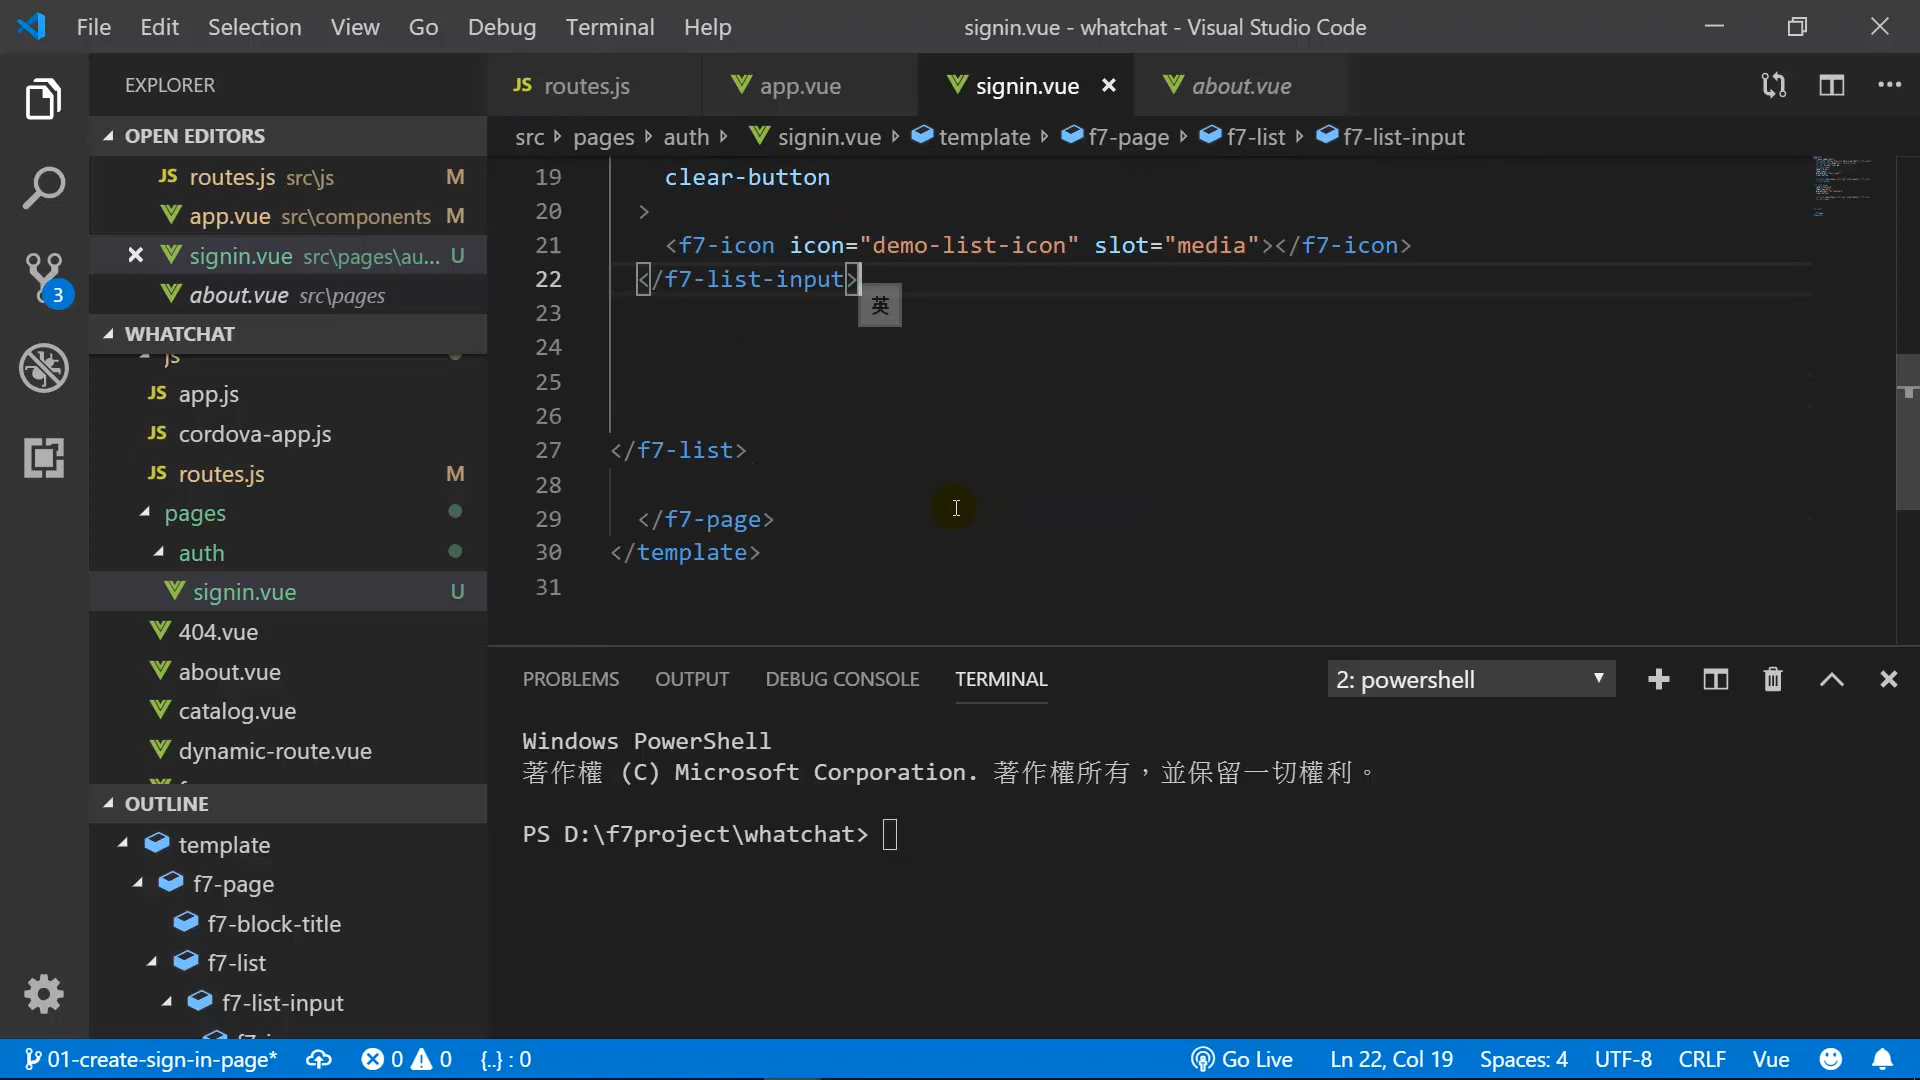 File Edit Selection View Go Debug Terminal Help signin.vue - whatchat - Visual Studio Code
EXPLORER
OPEN EDITORS
JS routes.js src\js M
app.vue src\components M
signin.vue src\pages\au... U
about.vue src\pages
WHATCHAT
js
JS app.js
JS cordova-app.js
JS routes.js M
pages
auth
signin.vue U
404.vue
about.vue
catalog.vue
dynamic-route.vue
OUTLINE
template
f7-page
f7-block-title
f7-list
f7-list-input
3
JS routes.js app.vue signin.vue about.vue
src pages auth signin.vue template f7-page f7-list f7-list-input
19 clear-button
20 >
21 <f7-icon icon="demo-list-icon" slot="media"></f7-icon>
22 </f7-list-input>
英
23
24
25
26
27 </f7-list>
28
29 </f7-page>
30 </template>
31
PROBLEMS OUTPUT DEBUG CONSOLE TERMINAL 2: powershell
Windows PowerShell
著作權 (C) Microsoft Corporation. 著作權所有，並保留一切權利。
PS D:\f7project\whatchat>
01-create-sign-in-page* 0 0 {..} : 0 Go Live Ln 22, Col 19 Spaces: 4 UTF-8 CRLF Vue